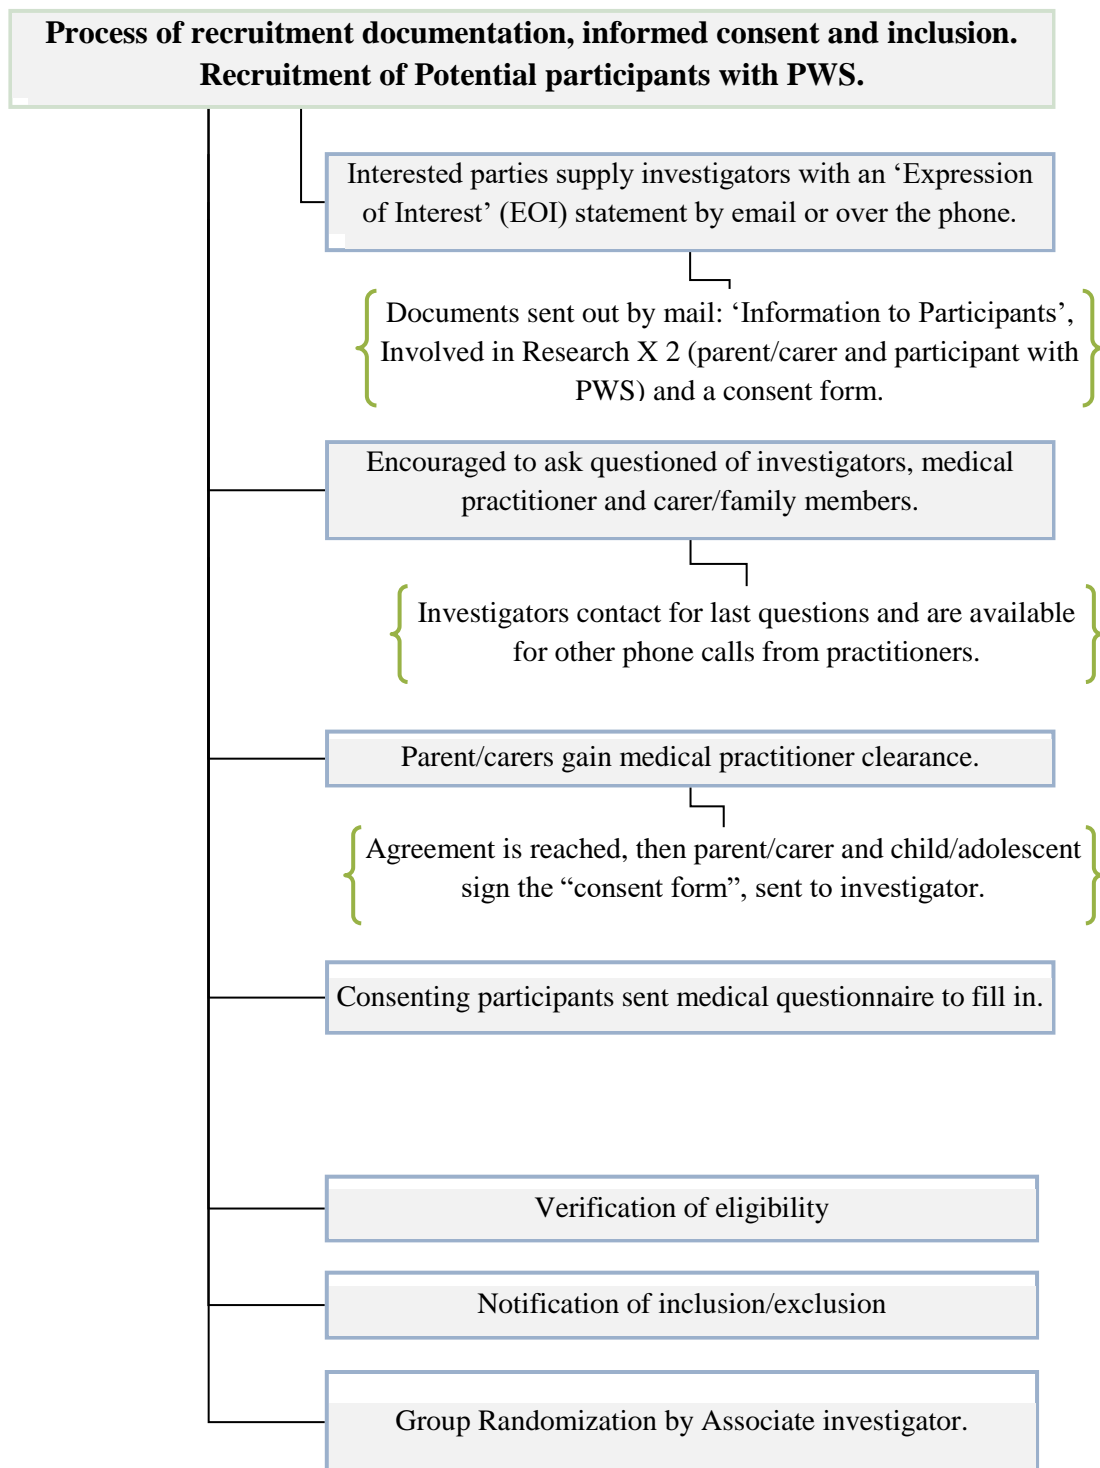 Process of recruitment documentation, informed consent and inclusion.
Recruitment of Potential participants with PWS.
Interested parties supply investigators with an ‘Expression
of Interest’ (EOI) statement by email or over the phone.
Documents sent out by mail: ‘Information to Participants’,
Involved in Research X 2 (parent/carer and participant with
PWS) and a consent form.
Encouraged to ask questioned of investigators, medical
practitioner and carer/family members.
Investigators contact for last questions and are available
for other phone calls from practitioners.
Parent/carers gain medical practitioner clearance.
Agreement is reached, then parent/carer and child/adolescent
sign the “consent form”, sent to investigator.
Consenting participants sent medical questionnaire to fill in.
Verification of eligibility
Notification of inclusion/exclusion
Group Randomization by Associate investigator.